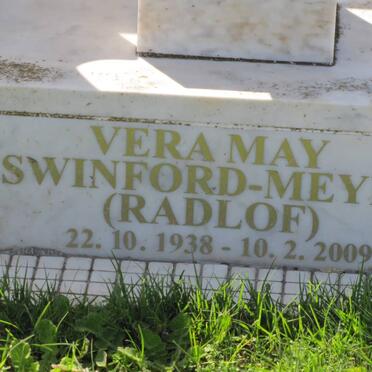 VERA MAY
SWINFORD-MEY
(RADLOF)
22. 10. 1938 - 10. 2. 2009